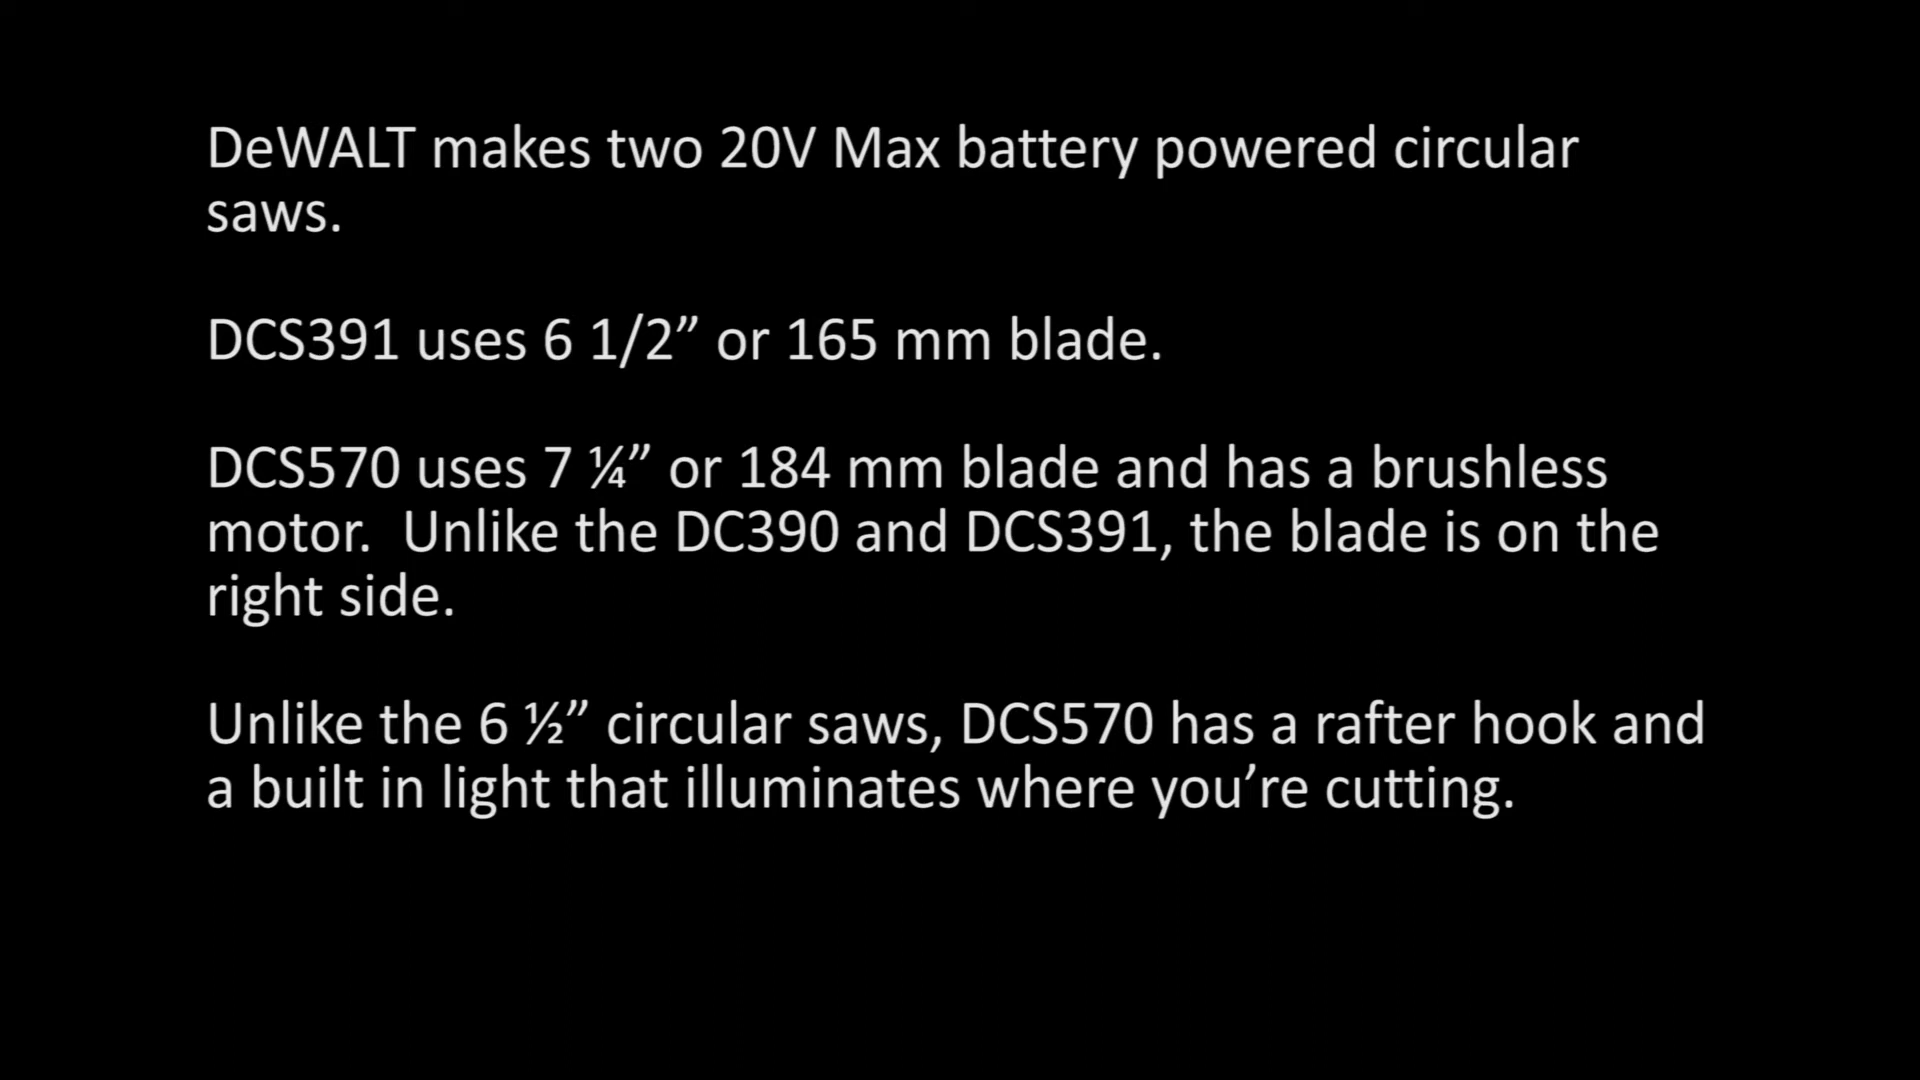 DeWALT makes two 20V Max battery powered circular
saws.
DCS391 uses 6 1/2” or 165 mm blade.
DCS570 uses 7 ¼” or 184 mm blade and has a brushless
motor.  Unlike the DC390 and DCS391, the blade is on the
right side.
Unlike the 6 ½” circular saws, DCS570 has a rafter hook and
a built in light that illuminates where you’re cutting.